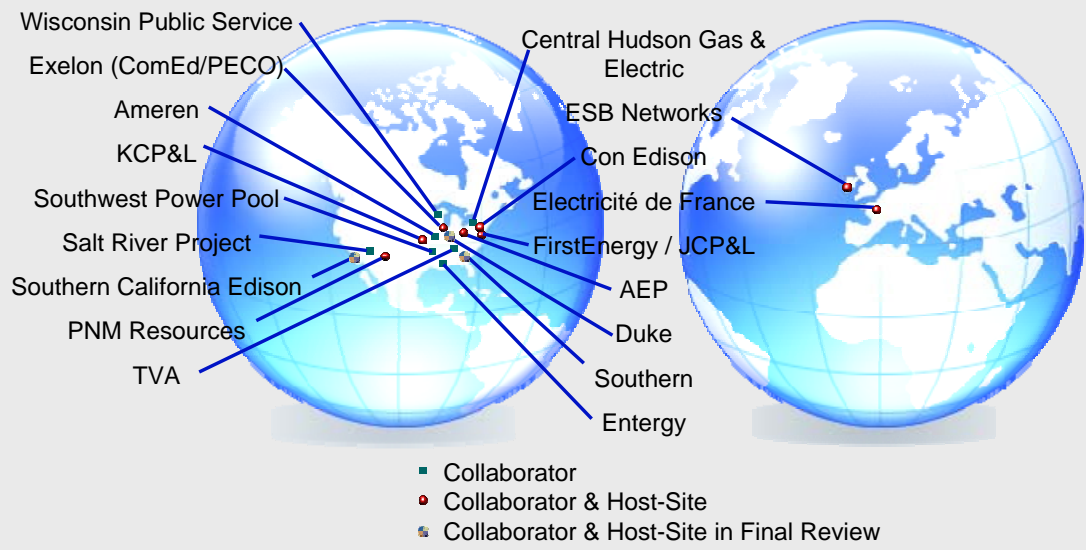 Wisconsin Public Service
Exelon (ComEd/PECO)
Ameren
KCP&L
Southwest Power Pool
Salt River Project
Southern California Edison
PNM Resources
TVA
Central Hudson Gas &
Electric
ESB Networks
Con Edison
Electricité de France
FirstEnergy / JCP&L
AEP
Duke
Southern
Entergy
Collaborator
Collaborator & Host-Site
Collaborator & Host-Site in Final Review